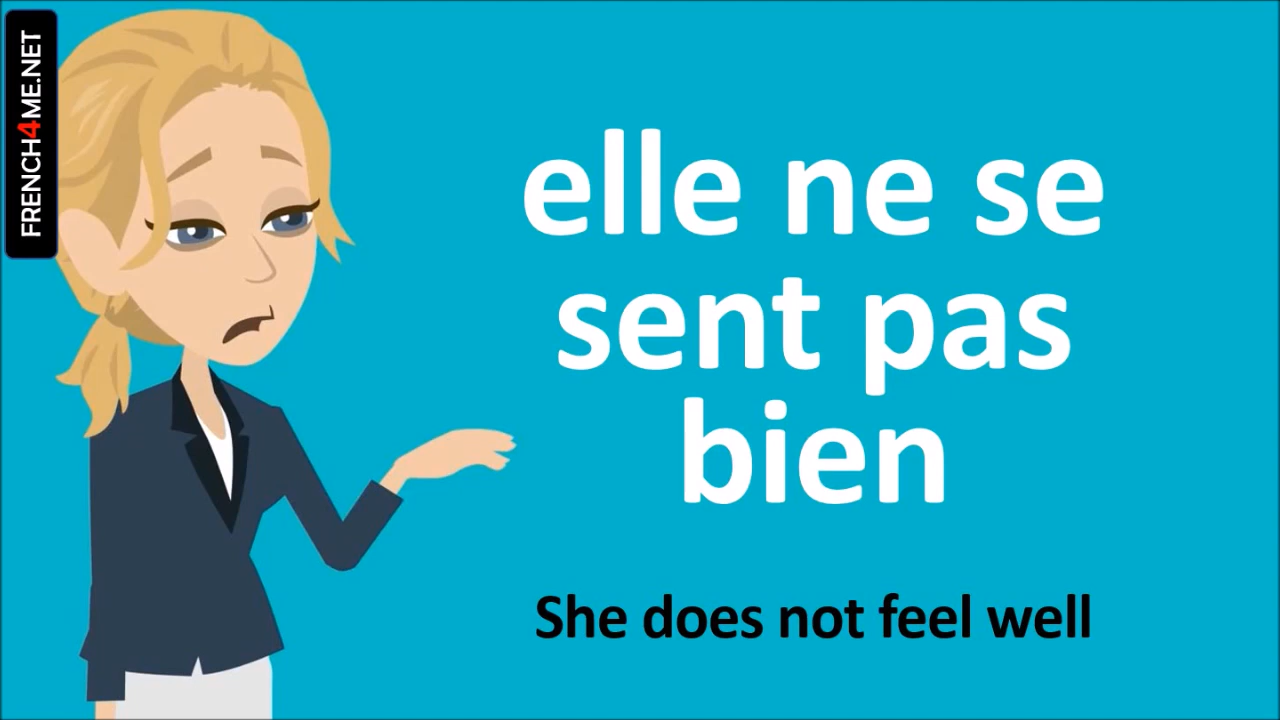 FRENCH4ME.NET
elle ne se
sent pas
bien
She does not feel well